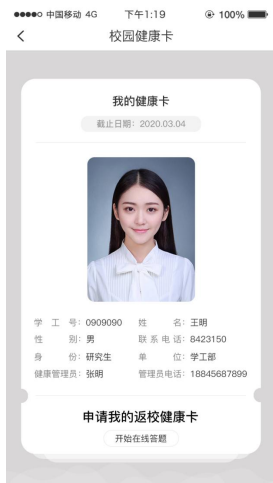 中国移动 4G 下午1:19 100%
校园健康卡
我的健康卡
截止日期：2020.03.04
学工号：0909090 姓名：王明
性别：男 联系电话：8423150
身份：研究生 单位：学工部
健康管理员：张明 管理员电话：18845687899
申请我的返校健康卡
开始在线答题